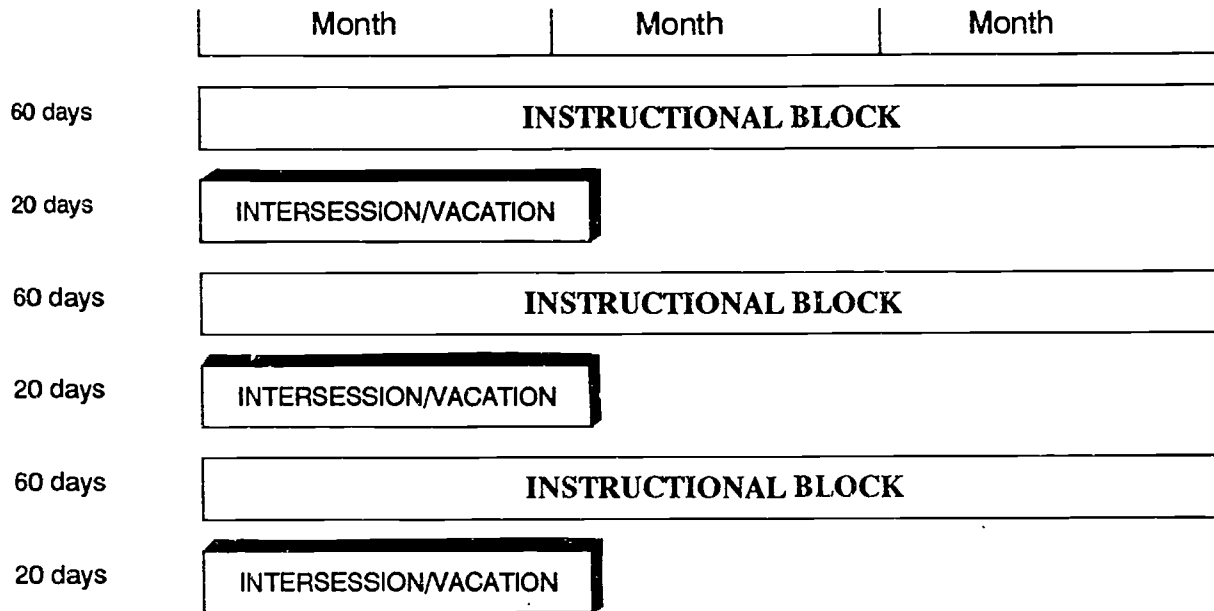 Month Month Month
60 days INSTRUCTIONAL BLOCK
20 days INTERSESSION/VACATION
60 days INSTRUCTIONAL BLOCK
20 days INTERSESSION/VACATION
60 days INSTRUCTIONAL BLOCK
20 days INTERSESSION/VACATION